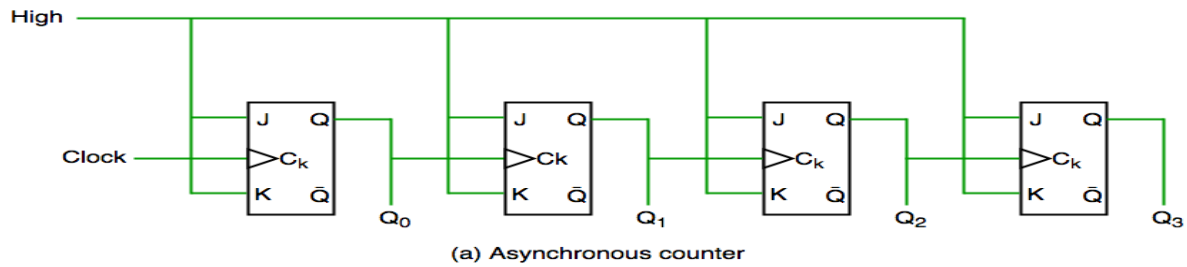 High
J Q J Q J Q J Q
Clock Cₖ Ck Cₖ Cₖ
K Q̄ K Q̄ K Q̄ K Q̄
Q₀ Q₁ Q₂ Q₃
(a) Asynchronous counter